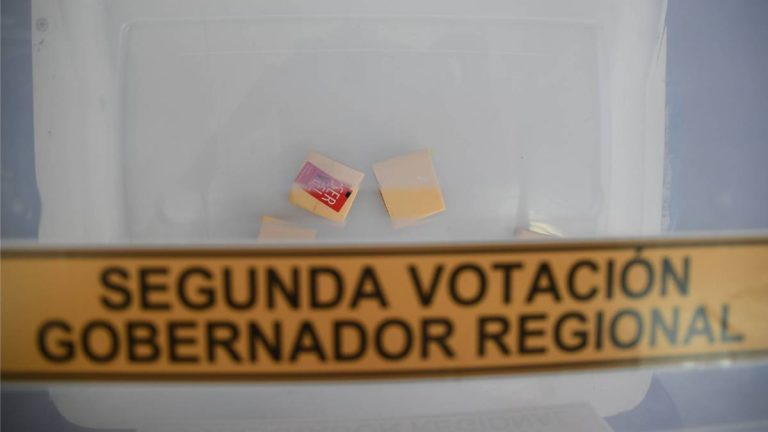 SEGUNDA VOTACIÓN
GOBERNADOR REGIONAL